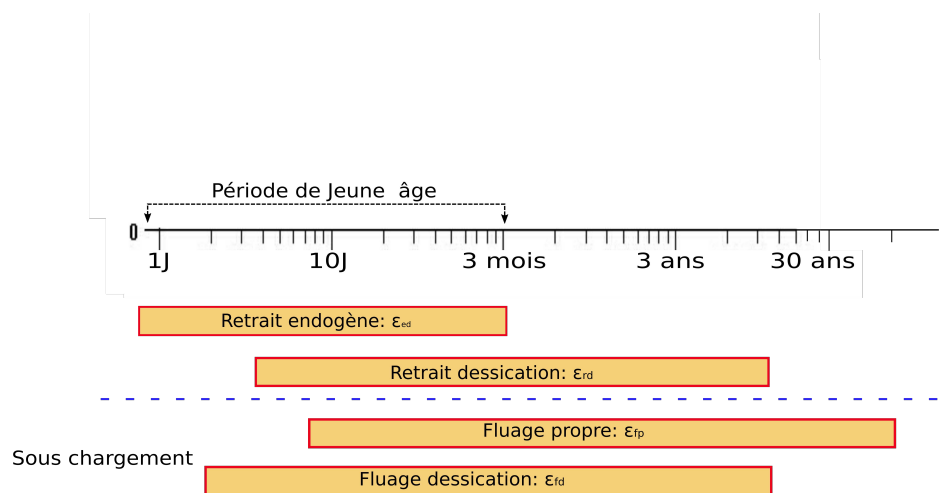 Période de Jeune âge
0
1J 10J 3 mois 3 ans 30 ans
Retrait endogène: εed
Retrait dessication: εrd
Fluage propre: εfp
Sous chargement
Fluage dessication: εfd